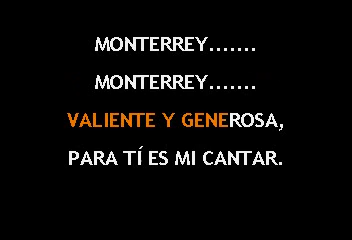 MONTERREY.......
MONTERREY.......
VALIENTE Y GENEROSA,
PARA TÍ ES MI CANTAR.